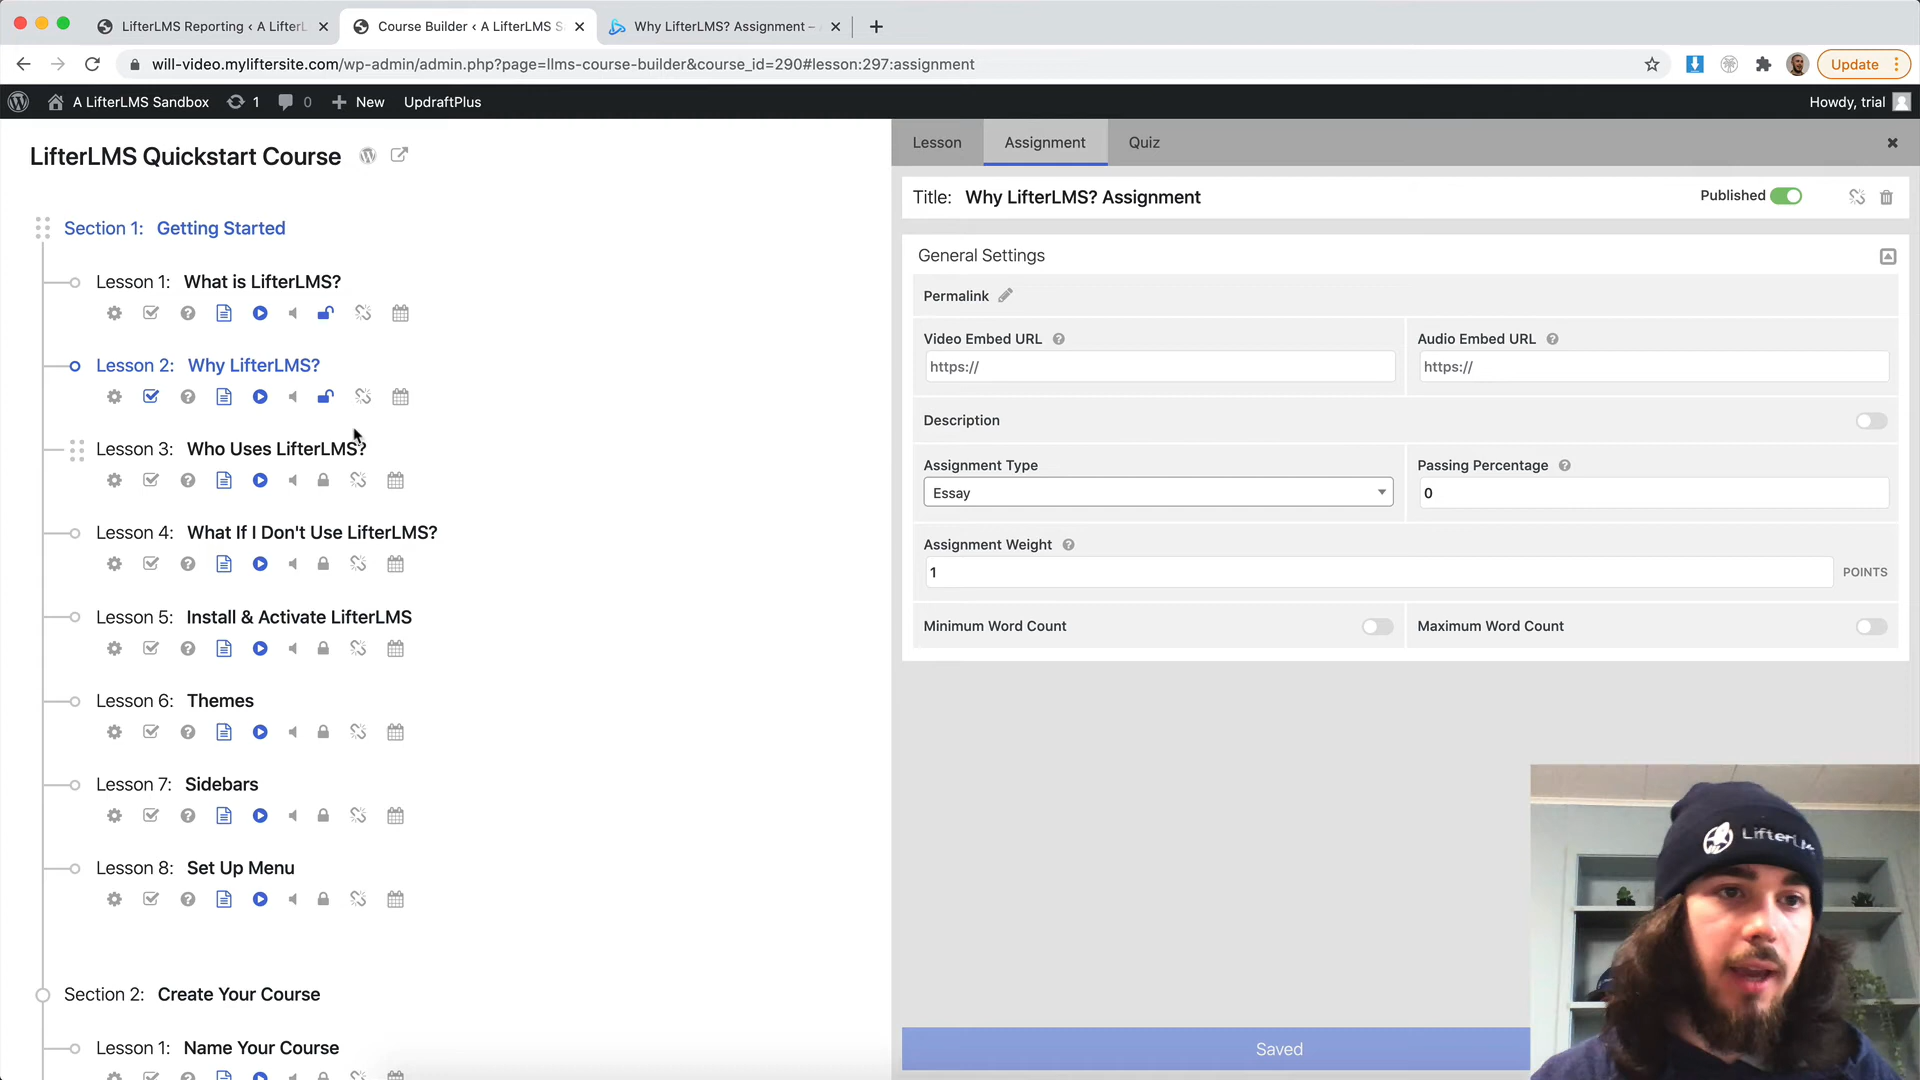 LifterLMS Reporting ‹ A Lifter
Course Builder ‹ A LifterLMS S
Why LifterLMS? Assignment –
will-video.myliftersite.com/wp-admin/admin.php?page=llms-course-builder&course_id=290#lesson:297:assignment
Update
A LifterLMS Sandbox 1 0 New UpdraftPlus
Howdy, trial
LifterLMS Quickstart Course
Section 1: Getting Started
Lesson 1: What is LifterLMS?
Lesson 2: Why LifterLMS?
Lesson 3: Who Uses LifterLMS?
Lesson 4: What If I Don't Use LifterLMS?
Lesson 5: Install & Activate LifterLMS
Lesson 6: Themes
Lesson 7: Sidebars
Lesson 8: Set Up Menu
Section 2: Create Your Course
Lesson 1: Name Your Course
Lesson Assignment Quiz
Title: Why LifterLMS? Assignment
Published
General Settings
Permalink
Video Embed URL
https://
Audio Embed URL
https://
Description
Assignment Type
Essay
Passing Percentage
0
Assignment Weight
1
POINTS
Minimum Word Count
Maximum Word Count
Saved